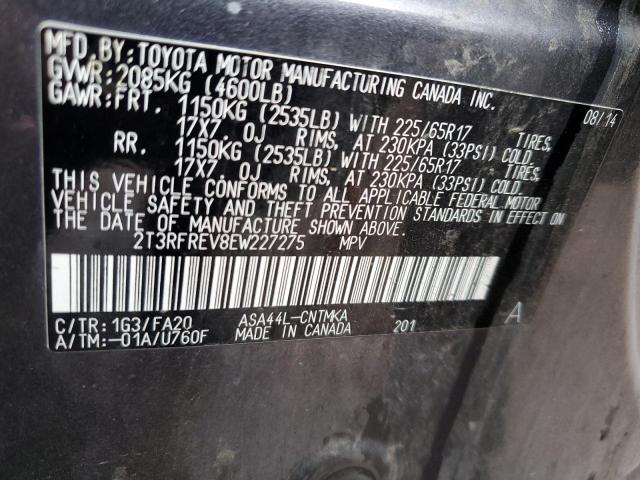 MFD. BY: TOYOTA MOTOR MANUFACTURING CANADA INC. 08/14
GVWR: 2085KG (4600LB)
GAWR: FRT. 1150KG (2535LB) WITH 225/65R17 TIRES,
17X7.0J RIMS, AT 230KPA (33PSI) COLD.
RR. 1150KG (2535LB) WITH 225/65R17 TIRES,
17X7.0J RIMS, AT 230KPA (33PSI) COLD.
THIS VEHICLE CONFORMS TO ALL APPLICABLE FEDERAL MOTOR
VEHICLE SAFETY AND THEFT PREVENTION STANDARDS IN EFFECT ON
THE DATE OF MANUFACTURE SHOWN ABOVE.
2T3RFREV8EW227275 MPV
C/TR: 1G3/FA20 ASA44L-CNTMKA A
A/TM:-01A/U760F MADE IN CANADA 201